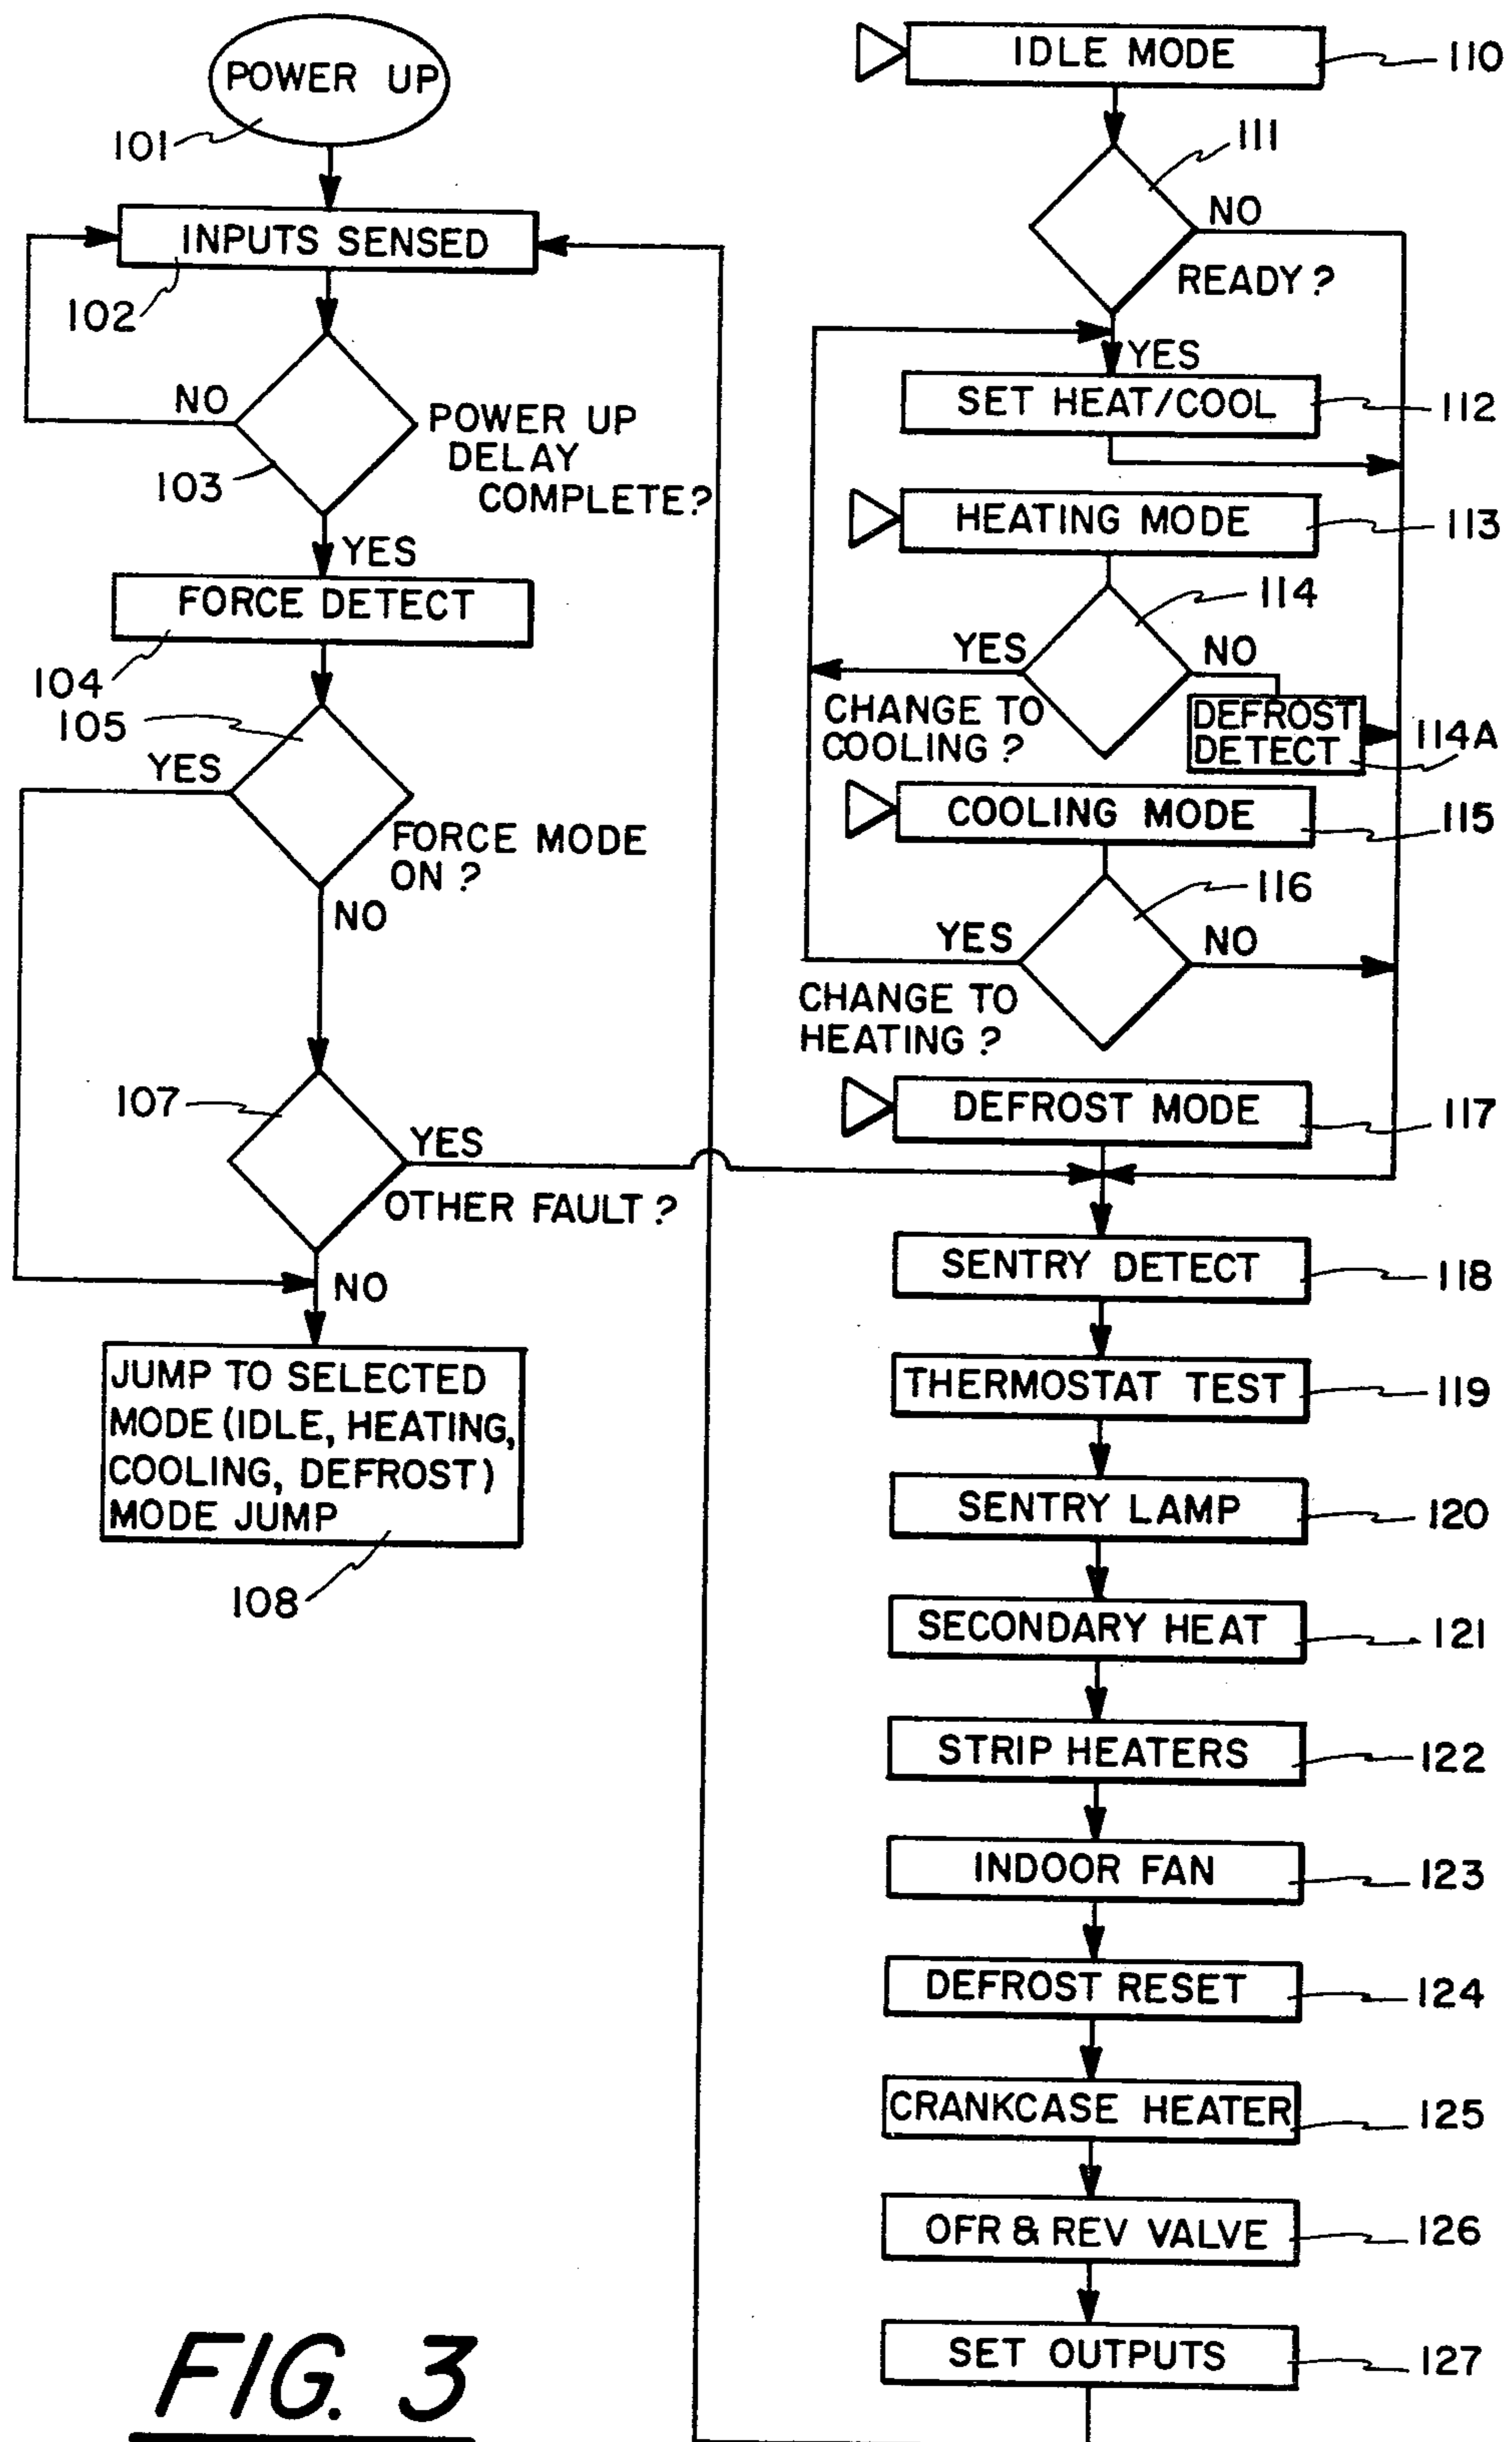 POWER UP
101
INPUTS SENSED
102
NO
103
POWER UP
DELAY
COMPLETE?
YES
FORCE DETECT
104
105
YES
FORCE MODE
ON ?
NO
107
YES
OTHER FAULT ?
NO
JUMP TO SELECTED
MODE (IDLE, HEATING,
COOLING, DEFROST)
MODE JUMP
108
IDLE MODE
110
111
NO
READY ?
YES
SET HEAT/COOL
112
HEATING MODE
113
114
YES
NO
CHANGE TO
COOLING ?
DEFROST
DETECT
114A
COOLING MODE
115
116
YES
NO
CHANGE TO
HEATING ?
DEFROST MODE
117
SENTRY DETECT
118
THERMOSTAT TEST
119
SENTRY LAMP
120
SECONDARY HEAT
121
STRIP HEATERS
122
INDOOR FAN
123
DEFROST RESET
124
CRANKCASE HEATER
125
OFR & REV VALVE
126
SET OUTPUTS
127
FIG. 3